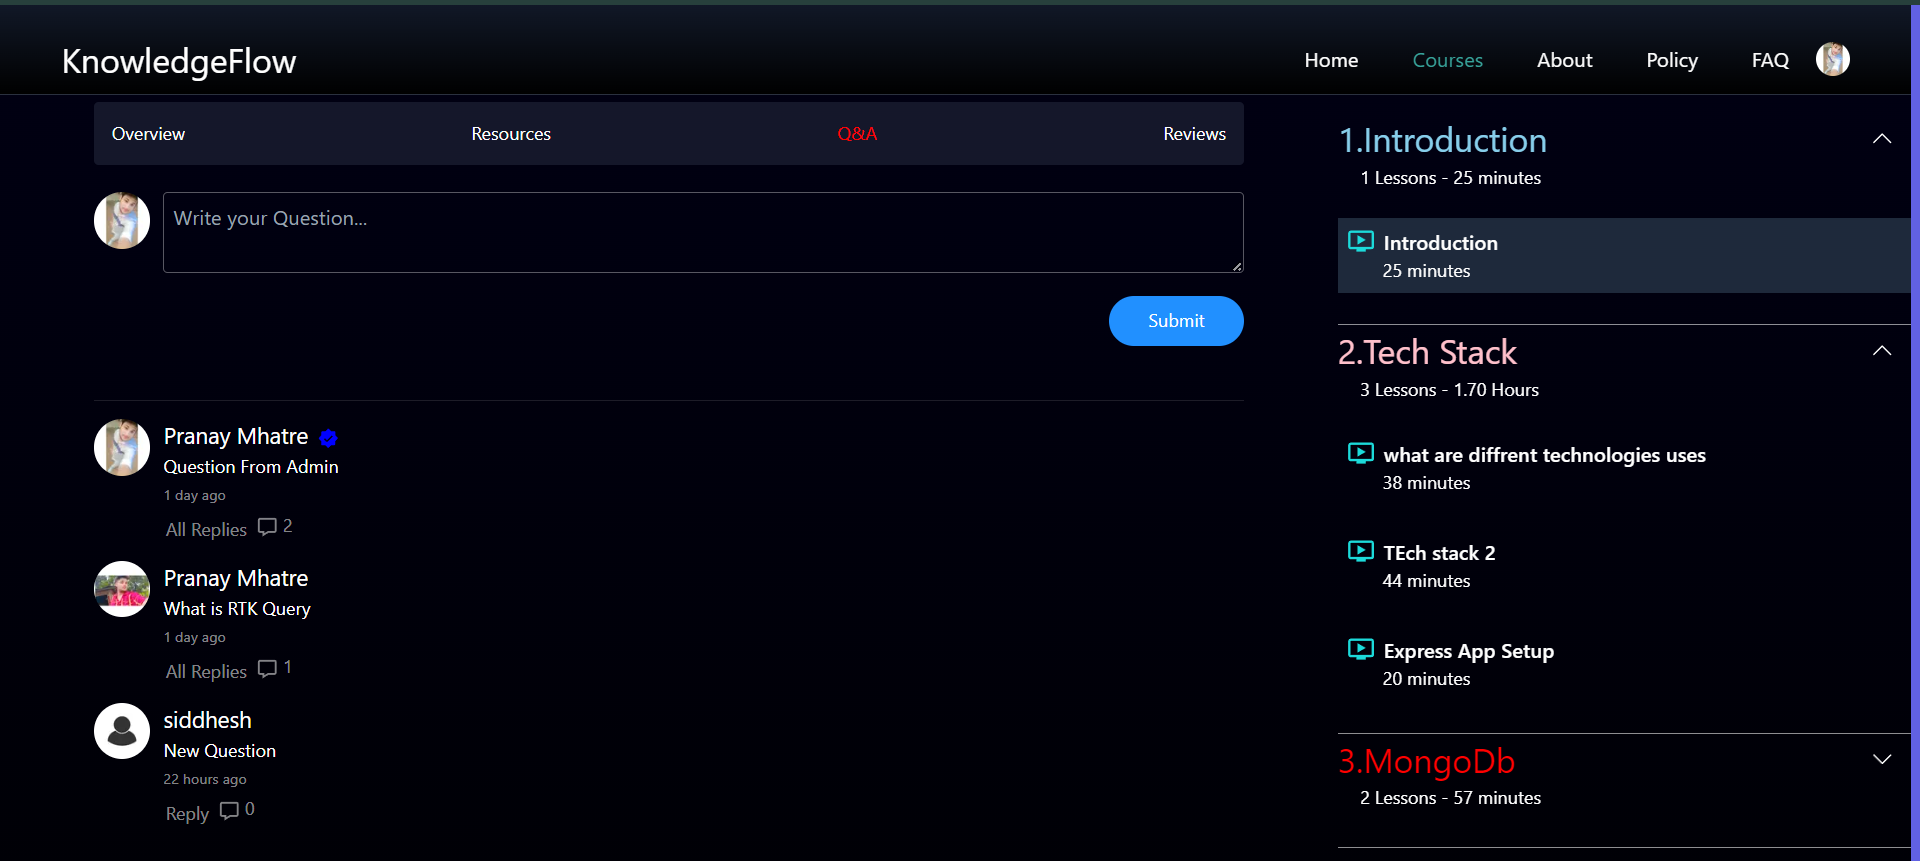 KnowledgeFlow
Home Courses About Policy FAQ
Overview Resources Q&A Reviews
Write your Question...
Submit
Pranay Mhatre
Question From Admin
1 day ago
All Replies 2
Pranay Mhatre
What is RTK Query
1 day ago
All Replies 1
siddhesh
New Question
22 hours ago
Reply 0
1.Introduction
1 Lessons - 25 minutes
Introduction
25 minutes
2.Tech Stack
3 Lessons - 1.70 Hours
what are diffrent technologies uses
38 minutes
TEch stack 2
44 minutes
Express App Setup
20 minutes
3.MongoDb
2 Lessons - 57 minutes